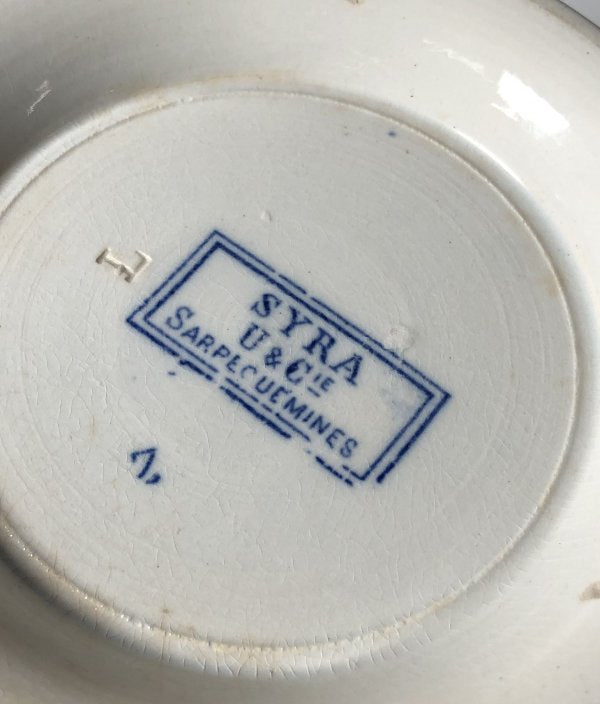 SYRA
U & CIE
SARREGUEMINES
L